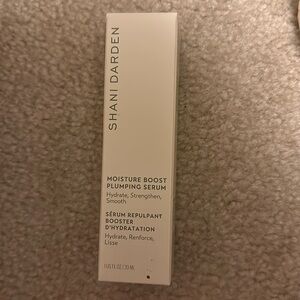 SHANI DARDEN
MOISTURE BOOST
PLUMPING SERUM
Hydrate, Strengthen,
Smooth
SÉRUM REPULPANT
BOOSTER
D'HYDRATATION
Hydrate, Renforce,
Lisse